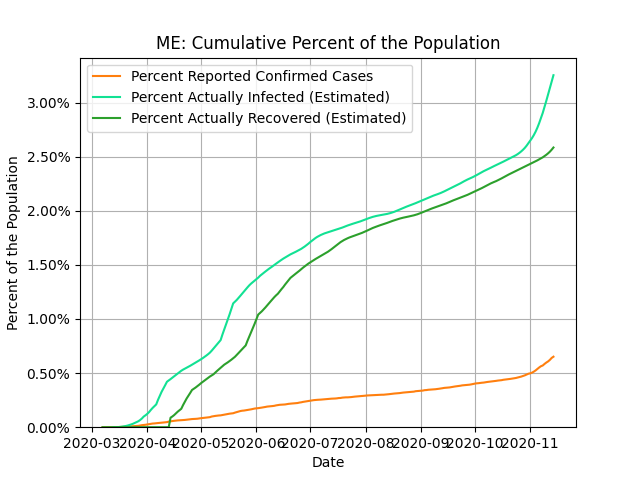 ME: Cumulative Percent of the Population
Percent Reported Confirmed Cases
Percent Actually Infected (Estimated)
Percent Actually Recovered (Estimated)
Percent of the Population
3.00%
2.50%
2.00%
1.50%
1.00%
0.50%
0.00%
2020-03 2020-04 2020-05 2020-06 2020-07 2020-08 2020-09 2020-10 2020-11
Date